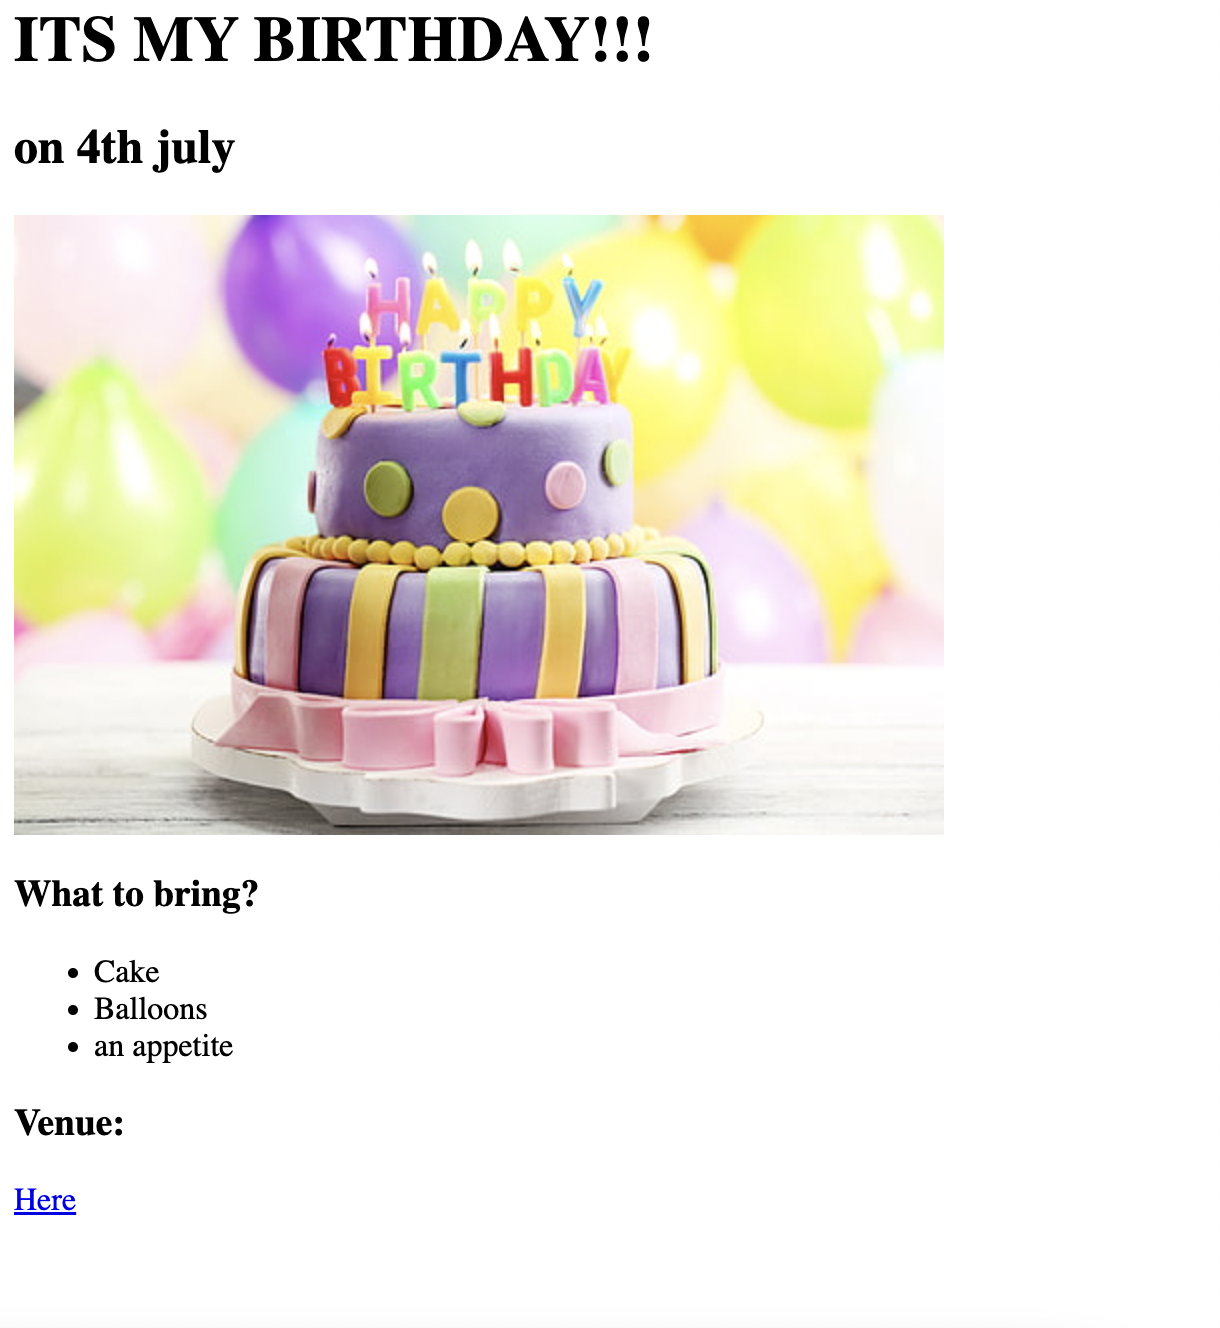 ITS MY BIRTHDAY!!!
on 4th july
HAPPY
BIRTHDAY
What to bring?
Cake
Balloons
an appetite
Venue:
Here